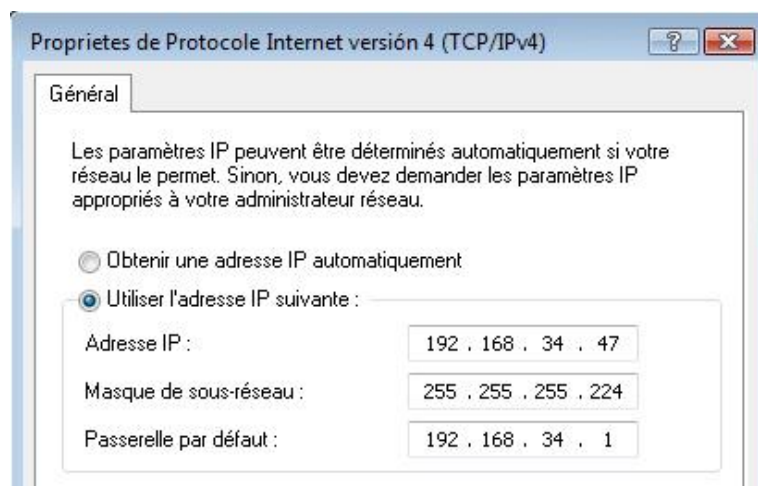 Proprietes de Protocole Internet versión 4 (TCP/IPv4)
Général
Les paramètres IP peuvent être déterminés automatiquement si votre
réseau le permet. Sinon, vous devez demander les paramètres IP
appropriés à votre administrateur réseau.
Obtenir une adresse IP automatiquement
Utiliser l'adresse IP suivante :
Adresse IP : 192 . 168 . 34 . 47
Masque de sous-réseau : 255 . 255 . 255 . 224
Passerelle par défaut : 192 . 168 . 34 . 1